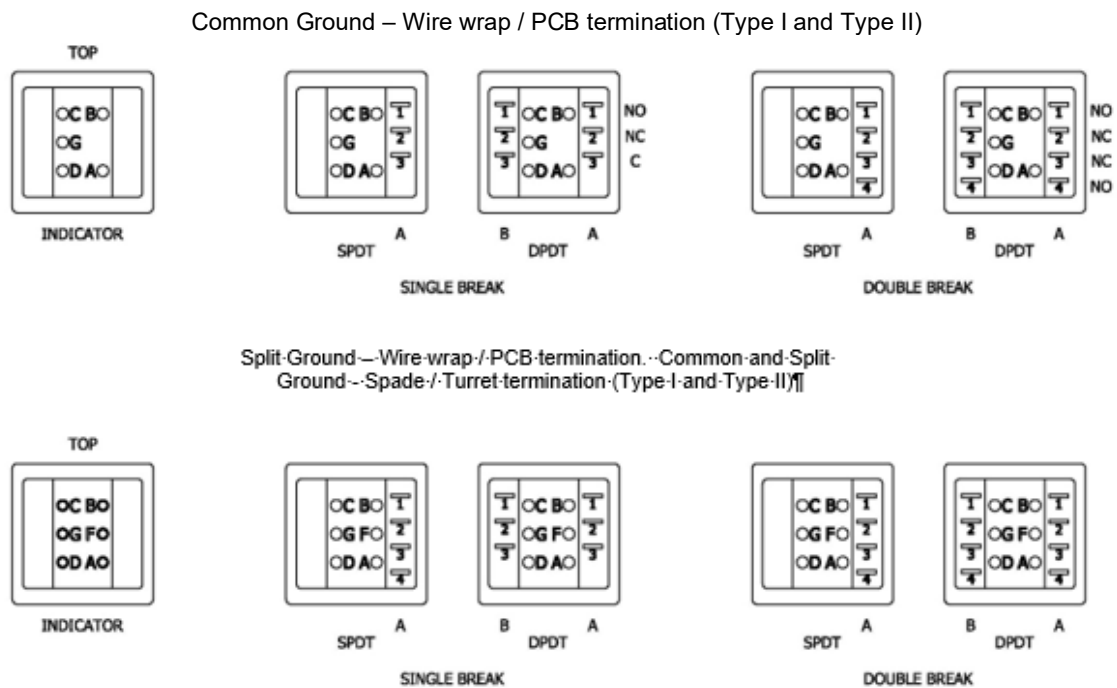 Common Ground – Wire wrap / PCB termination (Type I and Type II)
TOP
C B
G
D A
INDICATOR
C B 1
G 2
D A 3
A
SPDT
1 C B 1 NO
2 G 2 NC
3 D A 3 C
B A
DPDT
SINGLE BREAK
C B 1
G 2
D A 3
4
A
SPDT
1 C B 1 NO
2 G 2 NC
3 D A 3 NC
4 4 NO
B A
DPDT
DOUBLE BREAK
Split·Ground·–·Wire·wrap·/·PCB·termination.··Common·and·Split·
Ground·-·Spade·/·Turret·termination·(Type·I·and·Type·II)¶
TOP
C B
G F
D A
INDICATOR
C B 1
G F 2
D A 3
4
A
SPDT
1 C B 1
2 G F 2
3 D A 3
B A
DPDT
SINGLE BREAK
C B 1
G F 2
D A 3
4
A
SPDT
1 C B 1
2 G F 2
3 D A 3
4 4
B A
DPDT
DOUBLE BREAK